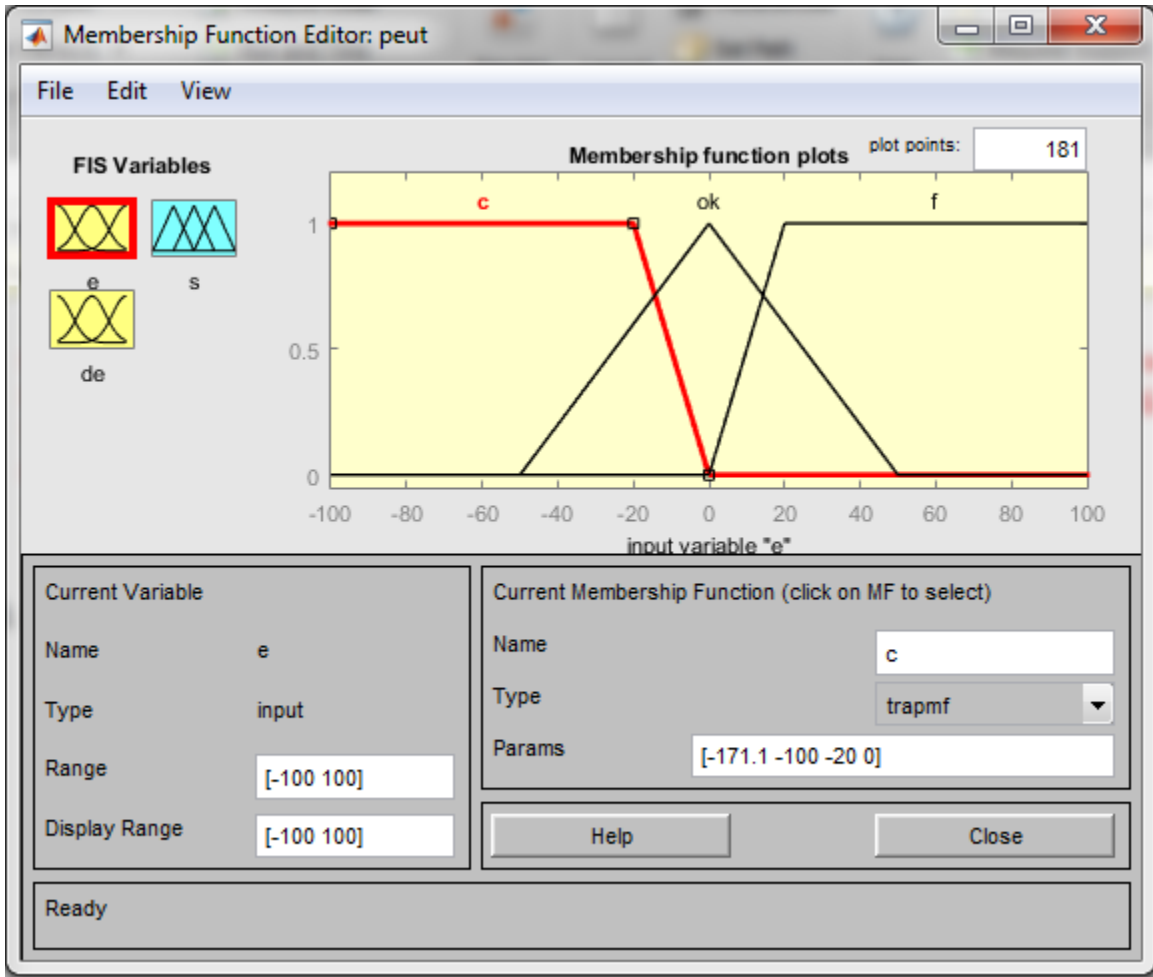 Membership Function Editor: peut
File Edit View
FIS Variables
Membership function plots
plot points:
181
e
s
de
c
ok
f
1
0.5
0
-100 -80 -60 -40 -20 0 20 40 60 80 100
input variable "e"
Current Variable
Name e
Type input
Range [-100 100]
Display Range [-100 100]
Current Membership Function (click on MF to select)
Name c
Type trapmf
Params [-171.1 -100 -20 0]
Help Close
Ready